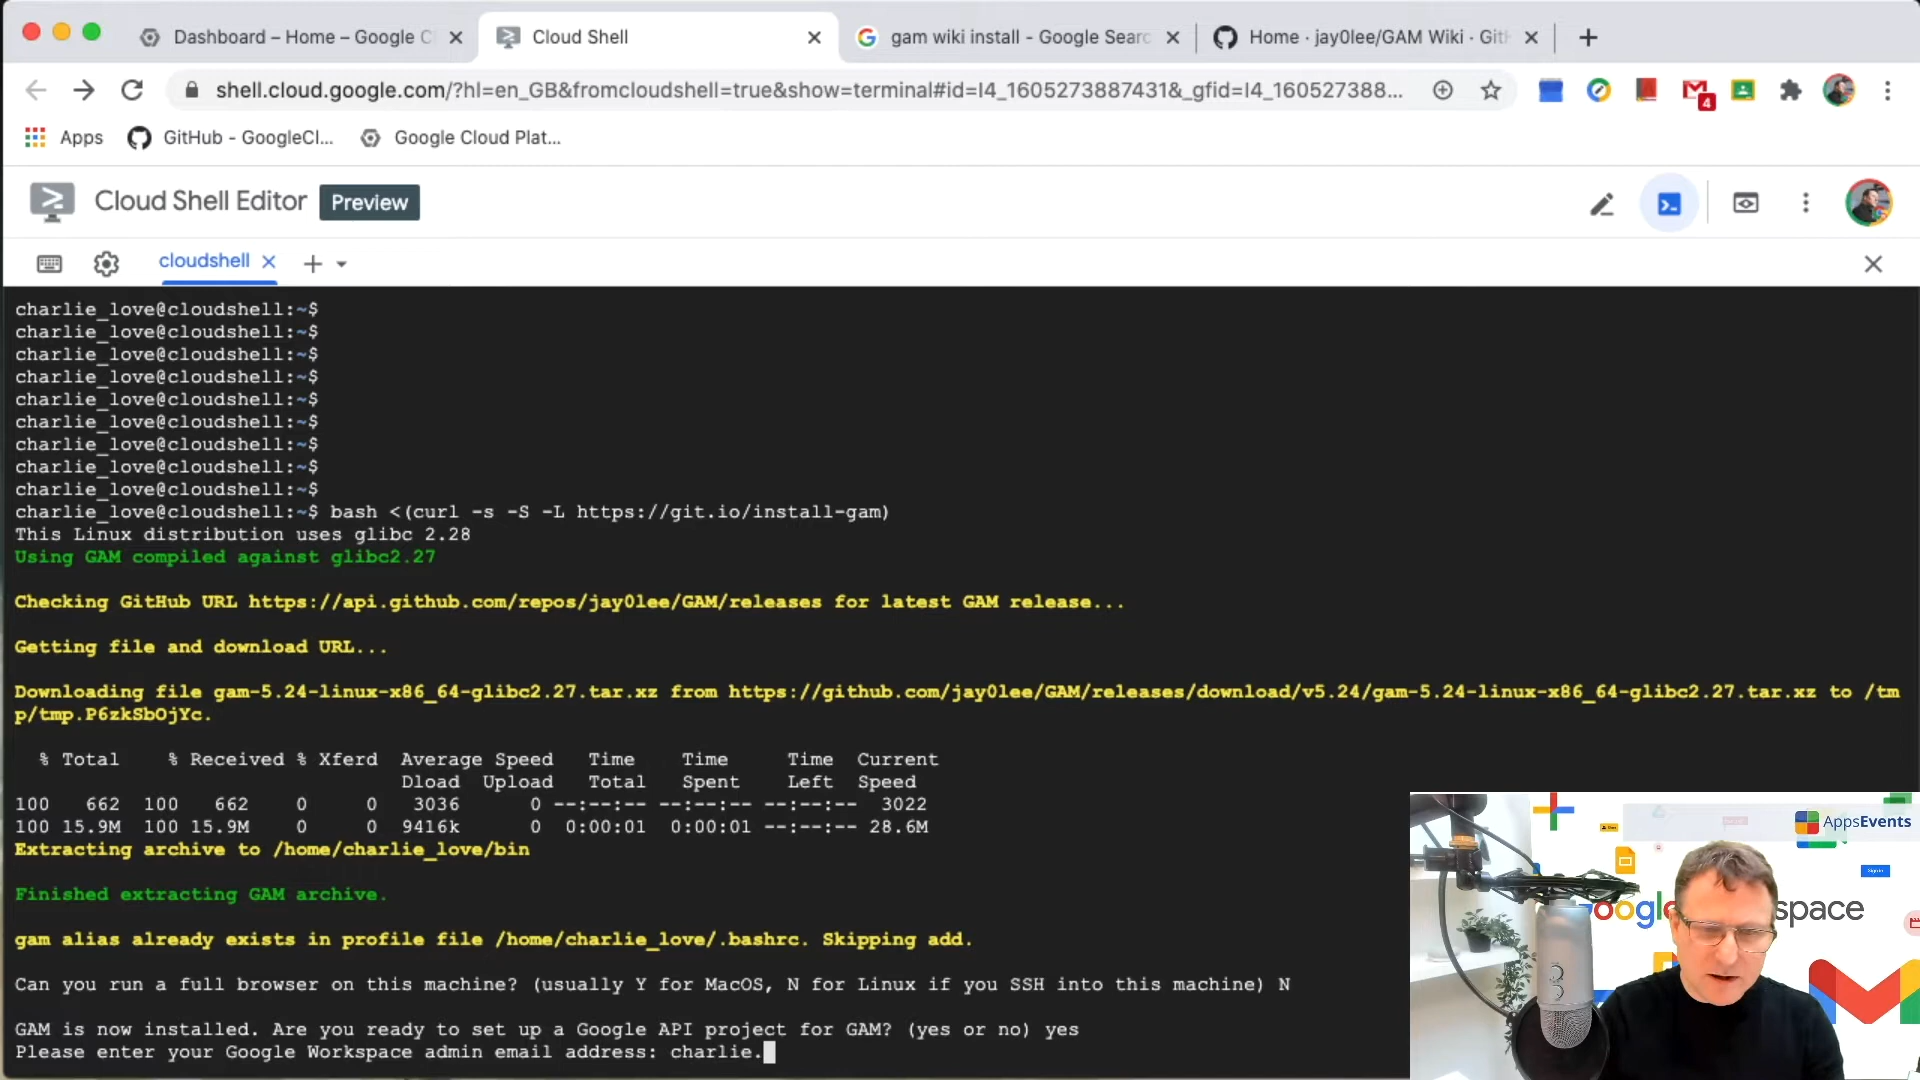 Dashboard – Home – Google C
Cloud Shell
gam wiki install - Google Searc
Home · jay0lee/GAM Wiki · Git
shell.cloud.google.com/?hl=en_GB&fromcloudshell=true&show=terminal#id=I4_1605273887431&_gfid=I4_160527388...
4
Apps
GitHub - GoogleCl...
Google Cloud Plat...
Cloud Shell Editor
Preview
cloudshell
charlie_love@cloudshell:~$
charlie_love@cloudshell:~$
charlie_love@cloudshell:~$
charlie_love@cloudshell:~$
charlie_love@cloudshell:~$
charlie_love@cloudshell:~$
charlie_love@cloudshell:~$
charlie_love@cloudshell:~$
charlie_love@cloudshell:~$
charlie_love@cloudshell:~$ bash <(curl -s -S -L https://git.io/install-gam)
This Linux distribution uses glibc 2.28
Using GAM compiled against glibc2.27
Checking GitHub URL https://api.github.com/repos/jay0lee/GAM/releases for latest GAM release...
Getting file and download URL...
Downloading file gam-5.24-linux-x86_64-glibc2.27.tar.xz from https://github.com/jay0lee/GAM/releases/download/v5.24/gam-5.24-linux-x86_64-glibc2.27.tar.xz to /tm
p/tmp.P6zkSbOjYc.
% Total % Received % Xferd Average Speed Time Time Time Current
Dload Upload Total Spent Left Speed
100 662 100 662 0 0 3036 0 --:--:-- --:--:-- --:--:-- 3022
100 15.9M 100 15.9M 0 0 9416k 0 0:00:01 0:00:01 --:--:-- 28.6M
Extracting archive to /home/charlie_love/bin
Finished extracting GAM archive.
gam alias already exists in profile file /home/charlie_love/.bashrc. Skipping add.
Can you run a full browser on this machine? (usually Y for MacOS, N for Linux if you SSH into this machine) N
GAM is now installed. Are you ready to set up a Google API project for GAM? (yes or no) yes
Please enter your Google Workspace admin email address: charlie.
AppsEvents
oogle space